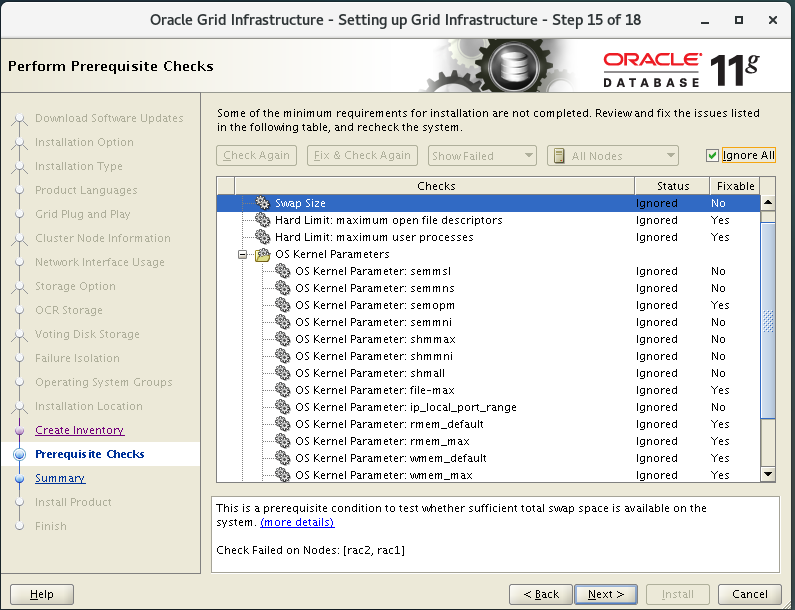 Oracle Grid Infrastructure - Setting up Grid Infrastructure - Step 15 of 18
Perform Prerequisite Checks
ORACLE
DATABASE
11g
Download Software Updates
Installation Option
Installation Type
Product Languages
Grid Plug and Play
Cluster Node Information
Network Interface Usage
Storage Option
OCR Storage
Voting Disk Storage
Failure Isolation
Operating System Groups
Installation Location
Create Inventory
Prerequisite Checks
Summary
Install Product
Finish
Some of the minimum requirements for installation are not completed. Review and fix the issues listed
in the following table, and recheck the system.
Check Again Fix & Check Again Show Failed All Nodes Ignore All
Checks Status Fixable
Swap Size Ignored No
Hard Limit: maximum open file descriptors Ignored Yes
Hard Limit: maximum user processes Ignored Yes
OS Kernel Parameters
OS Kernel Parameter: semmsl Ignored No
OS Kernel Parameter: semmns Ignored No
OS Kernel Parameter: semopm Ignored Yes
OS Kernel Parameter: semmni Ignored No
OS Kernel Parameter: shmmax Ignored No
OS Kernel Parameter: shmmni Ignored No
OS Kernel Parameter: shmall Ignored No
OS Kernel Parameter: file-max Ignored Yes
OS Kernel Parameter: ip_local_port_range Ignored No
OS Kernel Parameter: rmem_default Ignored Yes
OS Kernel Parameter: rmem_max Ignored Yes
OS Kernel Parameter: wmem_default Ignored Yes
OS Kernel Parameter: wmem_max Ignored Yes
This is a prerequisite condition to test whether sufficient total swap space is available on the
system. (more details)
Check Failed on Nodes: [rac2, rac1]
Help < Back Next > Install Cancel